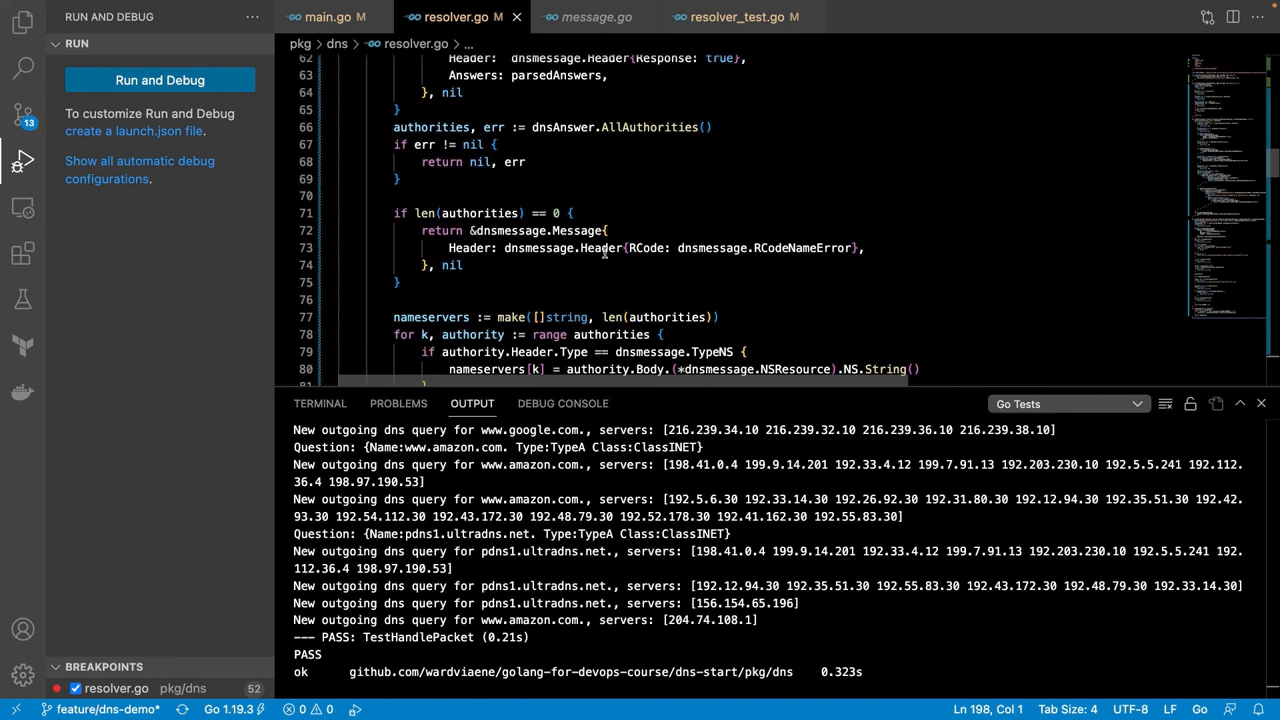 RUN AND DEBUG ...
RUN
Run and Debug
To customize Run and Debug
create a launch.json file.
Show all automatic debug
configurations.
13
BREAKPOINTS
resolver.go pkg/dns 52
main.go M resolver.go M message.go resolver_test.go M
pkg > dns > resolver.go > ...
62 Header: dnsmessage.Header{Response: true},
63 Answers: parsedAnswers,
64 }, nil
65 }
66 authorities, err := dnsAnswer.AllAuthorities()
67 if err != nil {
68 return nil, err
69 }
70
71 if len(authorities) == 0 {
72 return &dnsmessage.Message{
73 Header: dnsmessage.Header{RCode: dnsmessage.RCodeNameError},
74 }, nil
75 }
76
77 nameservers := make([]string, len(authorities))
78 for k, authority := range authorities {
79 if authority.Header.Type == dnsmessage.TypeNS {
80 nameservers[k] = authority.Body.(*dnsmessage.NSResource).NS.String()
81 }
TERMINAL PROBLEMS OUTPUT DEBUG CONSOLE Go Tests
New outgoing dns query for www.google.com., servers: [216.239.34.10 216.239.32.10 216.239.36.10 216.239.38.10]
Question: {Name:www.amazon.com. Type:TypeA Class:ClassINET}
New outgoing dns query for www.amazon.com., servers: [198.41.0.4 199.9.14.201 192.33.4.12 199.7.91.13 192.203.230.10 192.5.5.241 192.112.
36.4 198.97.190.53]
New outgoing dns query for www.amazon.com., servers: [192.5.6.30 192.33.14.30 192.26.92.30 192.31.80.30 192.12.94.30 192.35.51.30 192.42.
93.30 192.54.112.30 192.43.172.30 192.48.79.30 192.52.178.30 192.41.162.30 192.55.83.30]
Question: {Name:pdns1.ultradns.net. Type:TypeA Class:ClassINET}
New outgoing dns query for pdns1.ultradns.net., servers: [198.41.0.4 199.9.14.201 192.33.4.12 199.7.91.13 192.203.230.10 192.5.5.241 192.
112.36.4 198.97.190.53]
New outgoing dns query for pdns1.ultradns.net., servers: [192.12.94.30 192.35.51.30 192.55.83.30 192.43.172.30 192.48.79.30 192.33.14.30]
New outgoing dns query for pdns1.ultradns.net., servers: [156.154.65.196]
New outgoing dns query for www.amazon.com., servers: [204.74.108.1]
--- PASS: TestHandlePacket (0.21s)
PASS
ok github.com/wardviaene/golang-for-devops-course/dns-start/pkg/dns 0.323s
feature/dns-demo* Go 1.19.3 0 0 Ln 198, Col 1 Tab Size: 4 UTF-8 LF Go